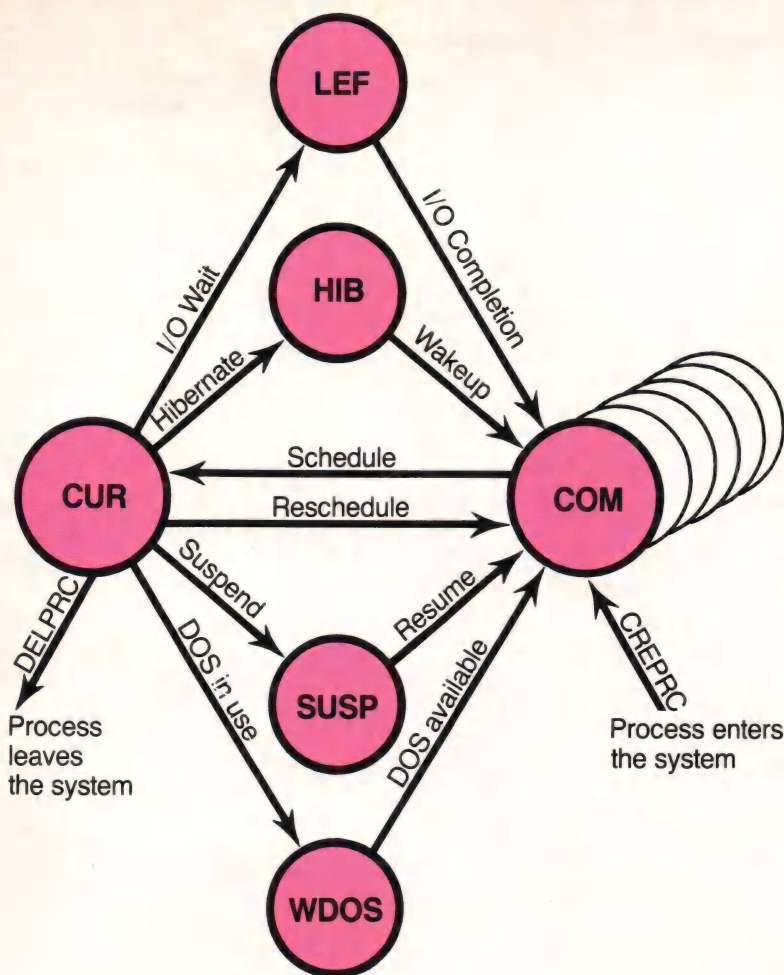 LEF
I/O Wait
I/O Completion
HIB
Hibernate
Wakeup
CUR
Schedule
COM
Reschedule
Suspend
Resume
DELPRC
DOS in use
SUSP
DOS available
CREPRC
Process
leaves
the system
Process enters
the system
WDOS